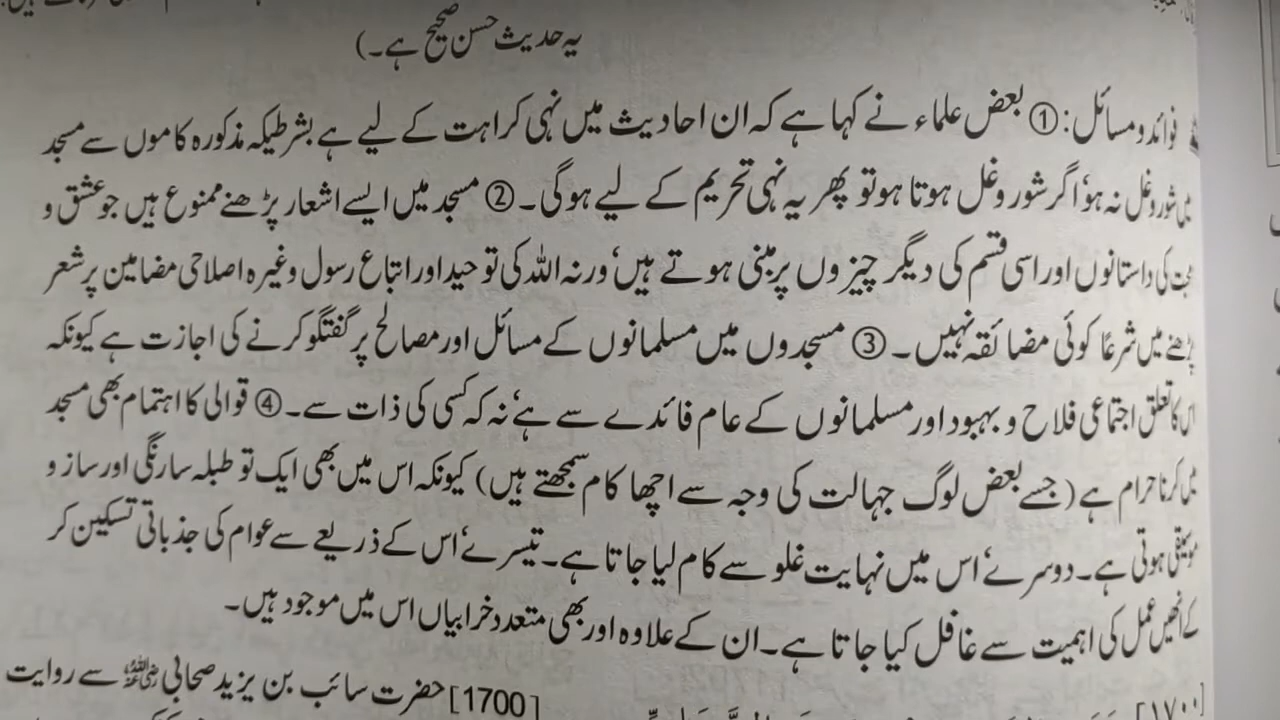 یہ حدیث حسن صحیح ہے۔)
فوائد و مسائل: ① بعض علماء نے کہا ہے کہ ان احادیث میں نہی کراہت کے لیے ہے بشرطیکہ مذکورہ کاموں سے مسجد
میں شور و غل نہ ہو، اگر شور و غل ہوتا ہو تو پھر یہ نہی تحریم کے لیے ہوگی۔ ② مسجد میں ایسے اشعار پڑھنے ممنوع ہیں جو عشق و
محبت کی داستانوں اور اسی قسم کی دیگر چیزوں پر مبنی ہوتے ہیں، ورنہ اللہ کی توحید اور اتباع رسول وغیرہ اصلاحی مضامین پر شعر
پڑھنے میں شرعًا کوئی مضائقہ نہیں۔ ③ مسجدوں میں مسلمانوں کے مسائل اور مصالح پر گفتگو کرنے کی اجازت ہے کیونکہ
اس کا تعلق اجتماعی فلاح و بہبود اور مسلمانوں کے عام فائدے سے ہے، نہ کہ کسی کی ذات سے۔ ④ قوالی کا اہتمام بھی مسجد
میں کرنا حرام ہے (جسے بعض لوگ جہالت کی وجہ سے اچھا کام سمجھتے ہیں) کیونکہ اس میں بھی ایک تو طبلہ سارنگی اور ساز و
موسیقی ہوتی ہے۔ دوسرے، اس میں نہایت غلو سے کام لیا جاتا ہے۔ تیسرے، اس کے ذریعے سے عوام کی جذباتی تسکین کر
کے انھیں عمل کی اہمیت سے غافل کیا جاتا ہے۔ ان کے علاوہ اور بھی متعدد خرابیاں اس میں موجود ہیں۔
[۱۷۰۰]
[1700] حضرت سائب بن یزید صحابی رضی اللہ عنہ سے روایت